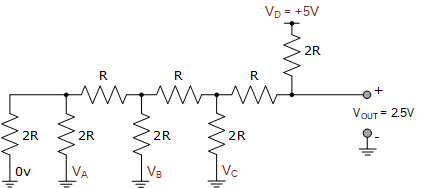 VD = +5V
2R
R
R
R
+
VOUT = 2.5V
-
2R
2R
2R
2R
0v
VA
VB
VC